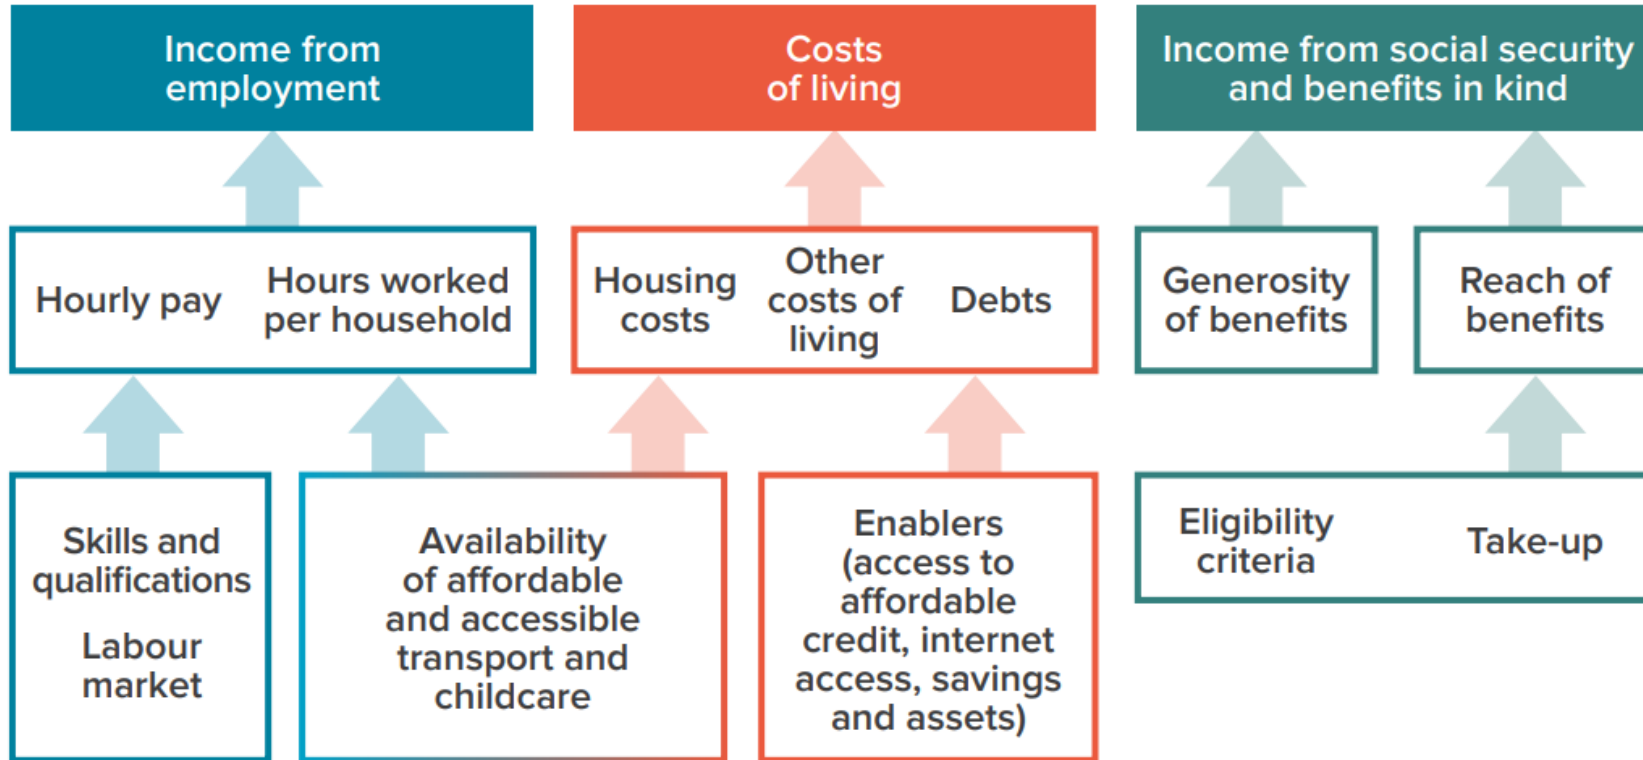 Income from
employment
Costs
of living
Income from social security
and benefits in kind
Hourly pay
Hours worked
per household
Housing
costs
Other
costs of
living
Debts
Generosity
of benefits
Reach of
benefits
Skills and
qualifications
Labour
market
Availability
of affordable
and accessible
transport and
childcare
Enablers
(access to
affordable
credit, internet
access, savings
and assets)
Eligibility
criteria
Take-up